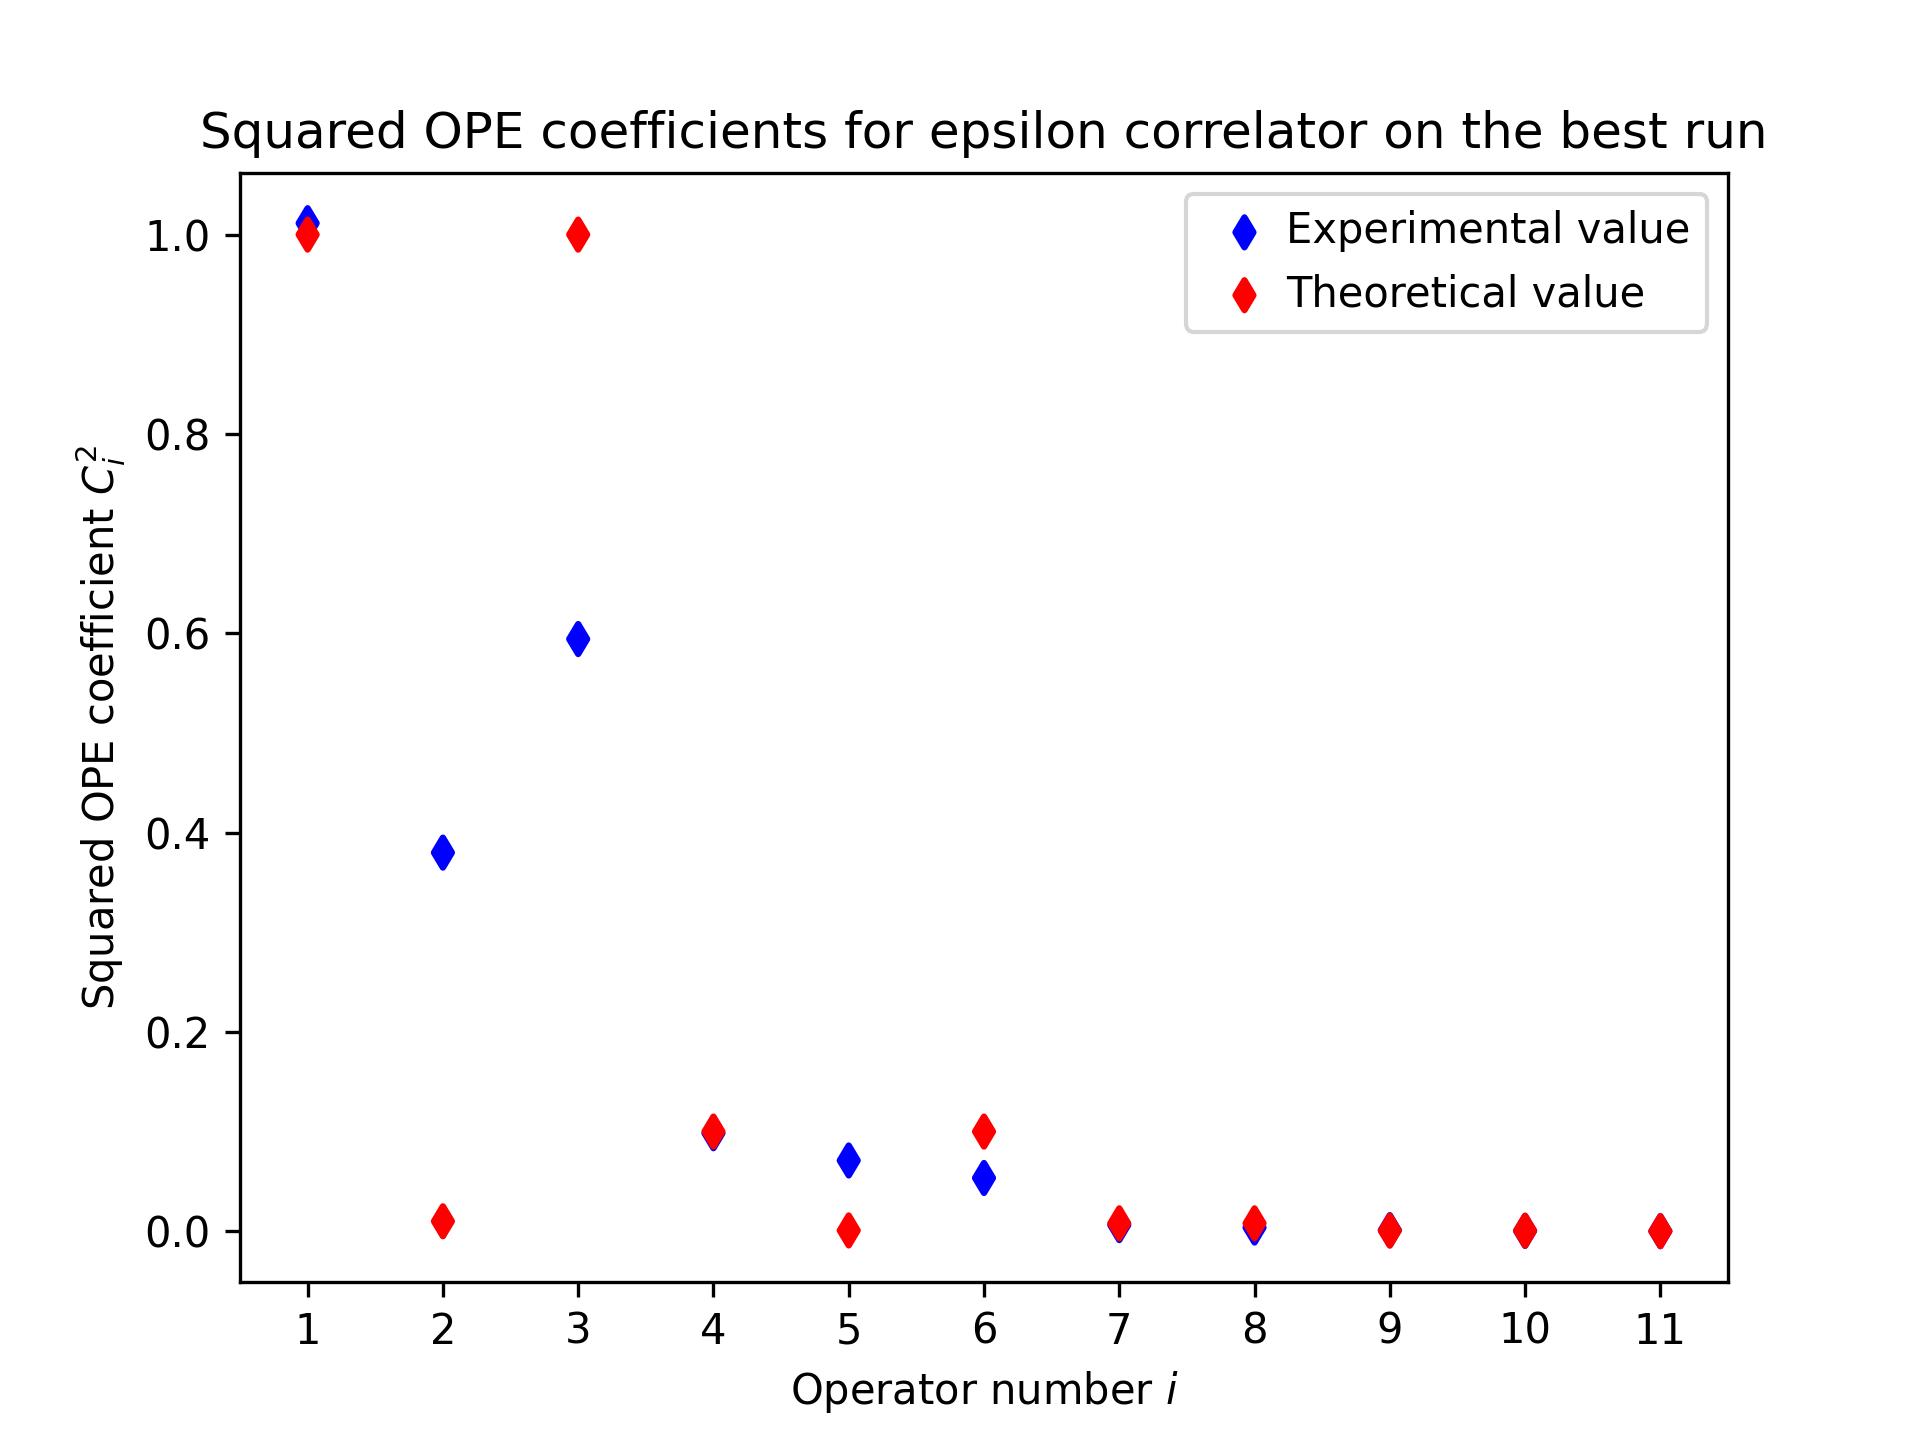 Squared OPE coefficients for epsilon correlator on the best run
Experimental value
Theoretical value
1.0
0.8
0.6
0.4
0.2
0.0
Squared OPE coefficient $C_i^2$
1 2 3 4 5 6 7 8 9 10 11
Operator number i